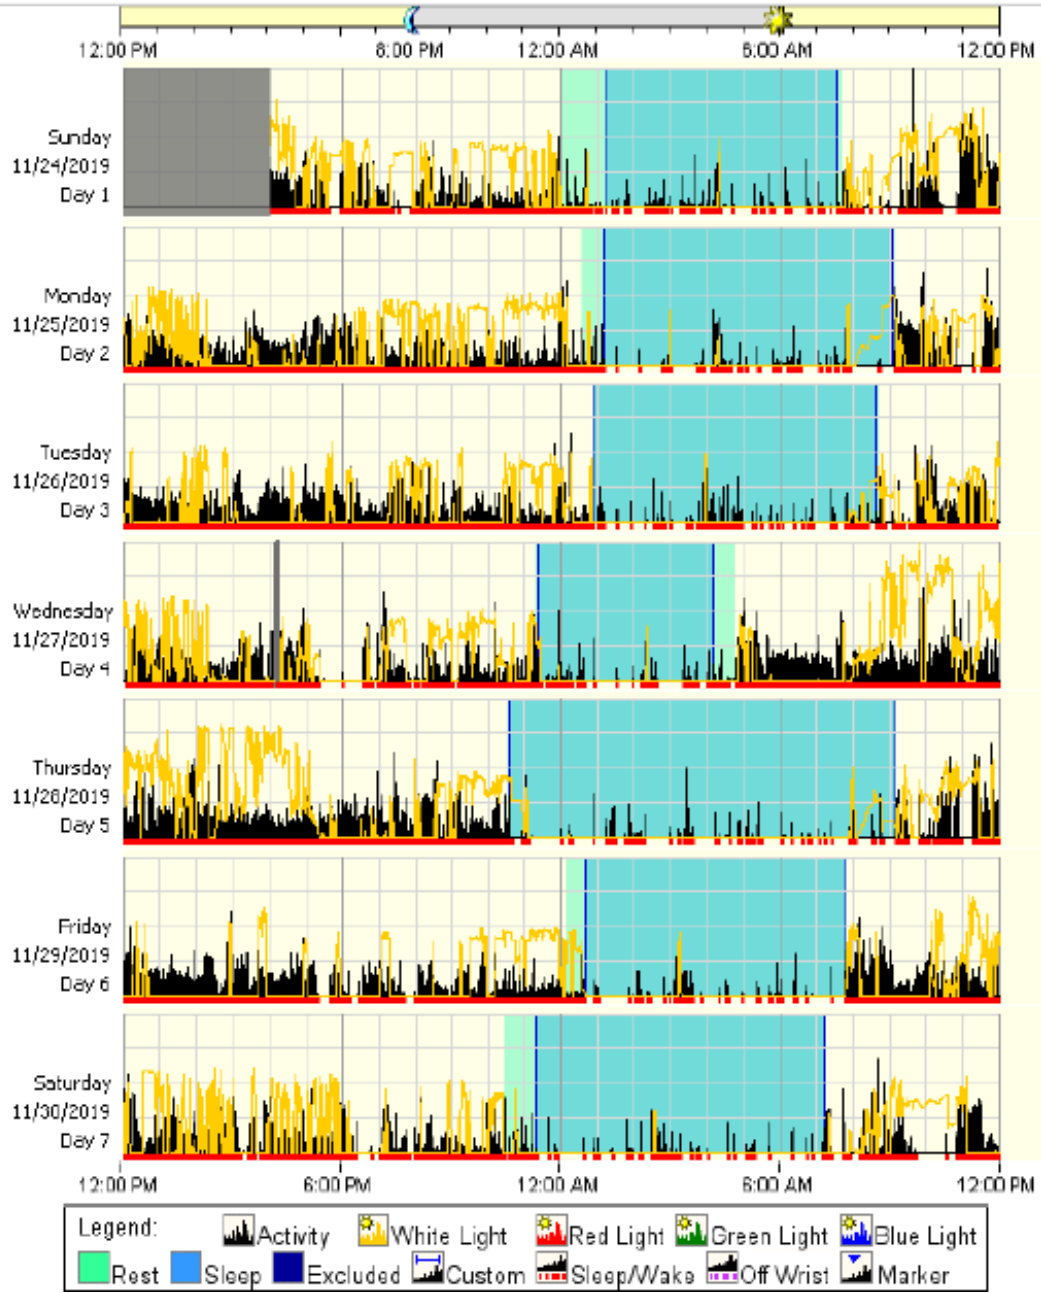 12:00 PM 6:00 PM 12:00 AM 6:00 AM 12:00 PM
Sunday
11/24/2019
Day 1
Monday
11/25/2019
Day 2
Tuesday
11/26/2019
Day 3
Wednesday
11/27/2019
Day 4
Thursday
11/28/2019
Day 5
Friday
11/29/2019
Day 6
Saturday
11/30/2019
Day 7
12:00 PM 6:00 PM 12:00 AM 6:00 AM 12:00 PM
Legend: Activity White Light Red Light Green Light Blue Light
Rest Sleep Excluded Custom Sleep/Wake Off Wrist Marker